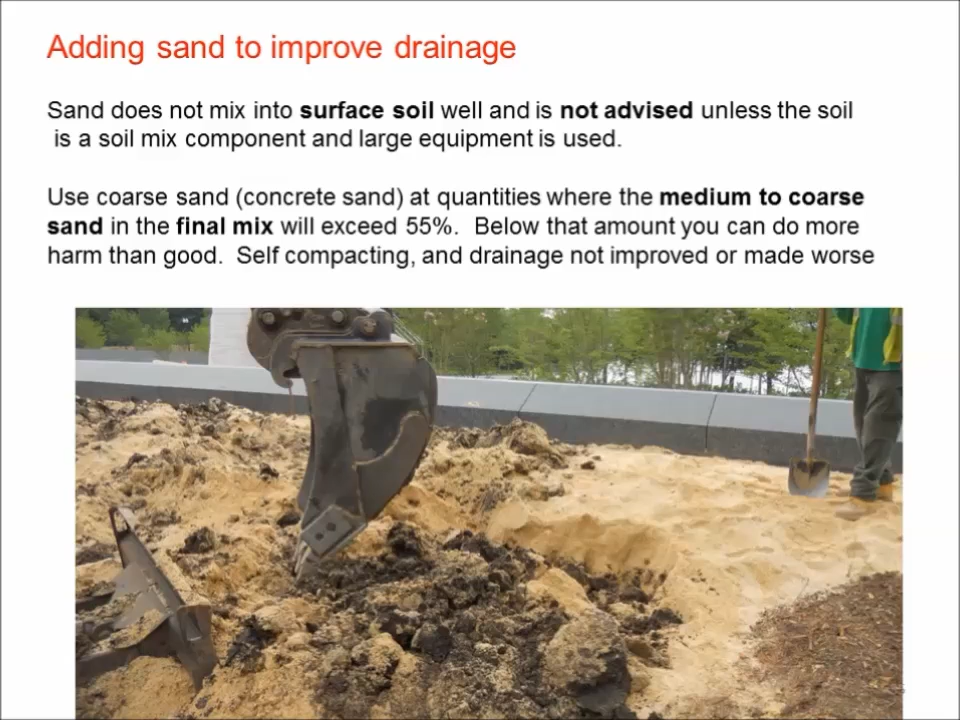 Adding sand to improve drainage
Sand does not mix into surface soil well and is not advised unless the soil
is a soil mix component and large equipment is used.
Use coarse sand (concrete sand) at quantities where the medium to coarse
sand in the final mix will exceed 55%.  Below that amount you can do more
harm than good.  Self compacting, and drainage not improved or made worse